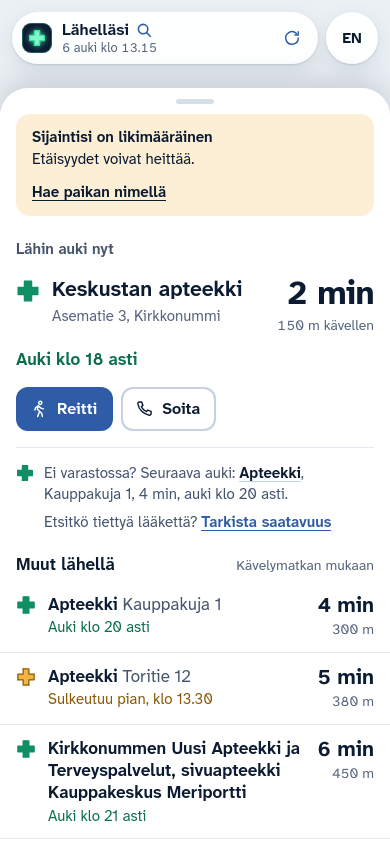 Lähelläsi
6 auki klo 13.15
EN
Sijaintisi on likimääräinen
Etäisyydet voivat heittää.
Hae paikan nimellä
Lähin auki nyt
Keskustan apteekki
2 min
Asematie 3, Kirkkonummi
150 m kävellen
Auki klo 18 asti
Reitti
Soita
Ei varastossa? Seuraava auki: Apteekki,
Kauppakuja 1, 4 min, auki klo 20 asti.
Etsitkö tiettyä lääkettä? Tarkista saatavuus
Muut lähellä
Kävelymatkan mukaan
Apteekki Kauppakuja 1
4 min
Auki klo 20 asti
300 m
Apteekki Toritie 12
5 min
Sulkeutuu pian, klo 13.30
380 m
Kirkkonummen Uusi Apteekki ja
6 min
Terveyspalvelut, sivuapteekki
450 m
Kauppakeskus Meriportti
Auki klo 21 asti